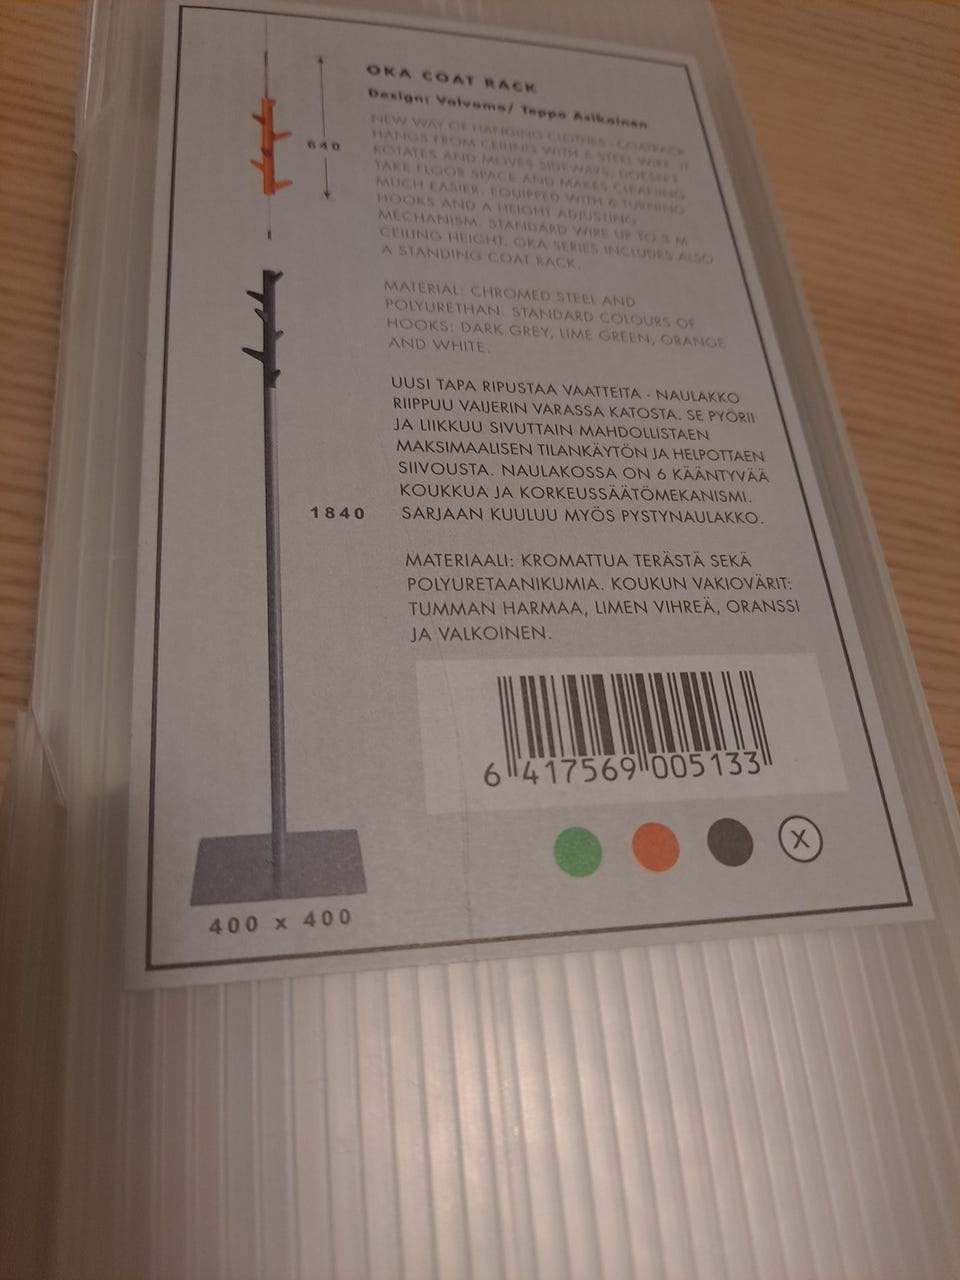 OKA COAT RACK
Design: Valvomo/ Teppo Asikainen
NEW WAY OF HANGING CLOTHES - COATRACK
HANGS FROM CEILING WITH A STEEL WIRE. IT
ROTATES AND MOVES SIDEWAYS, DOESN'T
TAKE FLOOR SPACE AND MAKES CLEANING
MUCH EASIER. EQUIPPED WITH 6 TURNING
HOOKS AND A HEIGHT ADJUSTING
MECHANISM. STANDARD WIRE UP TO 3 M
CEILING HEIGHT. OKA SERIES INCLUDES ALSO
A STANDING COAT RACK.
640
MATERIAL: CHROMED STEEL AND
POLYURETHAN. STANDARD COLOURS OF
HOOKS: DARK GREY, LIME GREEN, ORANGE
AND WHITE.
UUSI TAPA RIPUSTAA VAATTEITA - NAULAKKO
RIIPPUU VAIJERIN VARASSA KATOSTA. SE PYÖRII
JA LIIKKUU SIVUTTAIN MAHDOLLISTAEN
MAKSIMAALISEN TILANKÄYTÖN JA HELPOTTAEN
SIIVOUSTA. NAULAKOSSA ON 6 KÄÄNTYVÄÄ
KOUKKUA JA KORKEUSSÄÄTÖMEKANISMI.
SARJAAN KUULUU MYÖS PYSTYNAULAKKO.
1840
MATERIAALI: KROMATTUA TERÄSTÄ SEKÄ
POLYURETAANIKUMIA. KOUKUN VAKIOVÄRIT:
TUMMAN HARMAA, LIMEN VIHREÄ, ORANSSI
JA VALKOINEN.
6 417569 005133
X
400 x 400